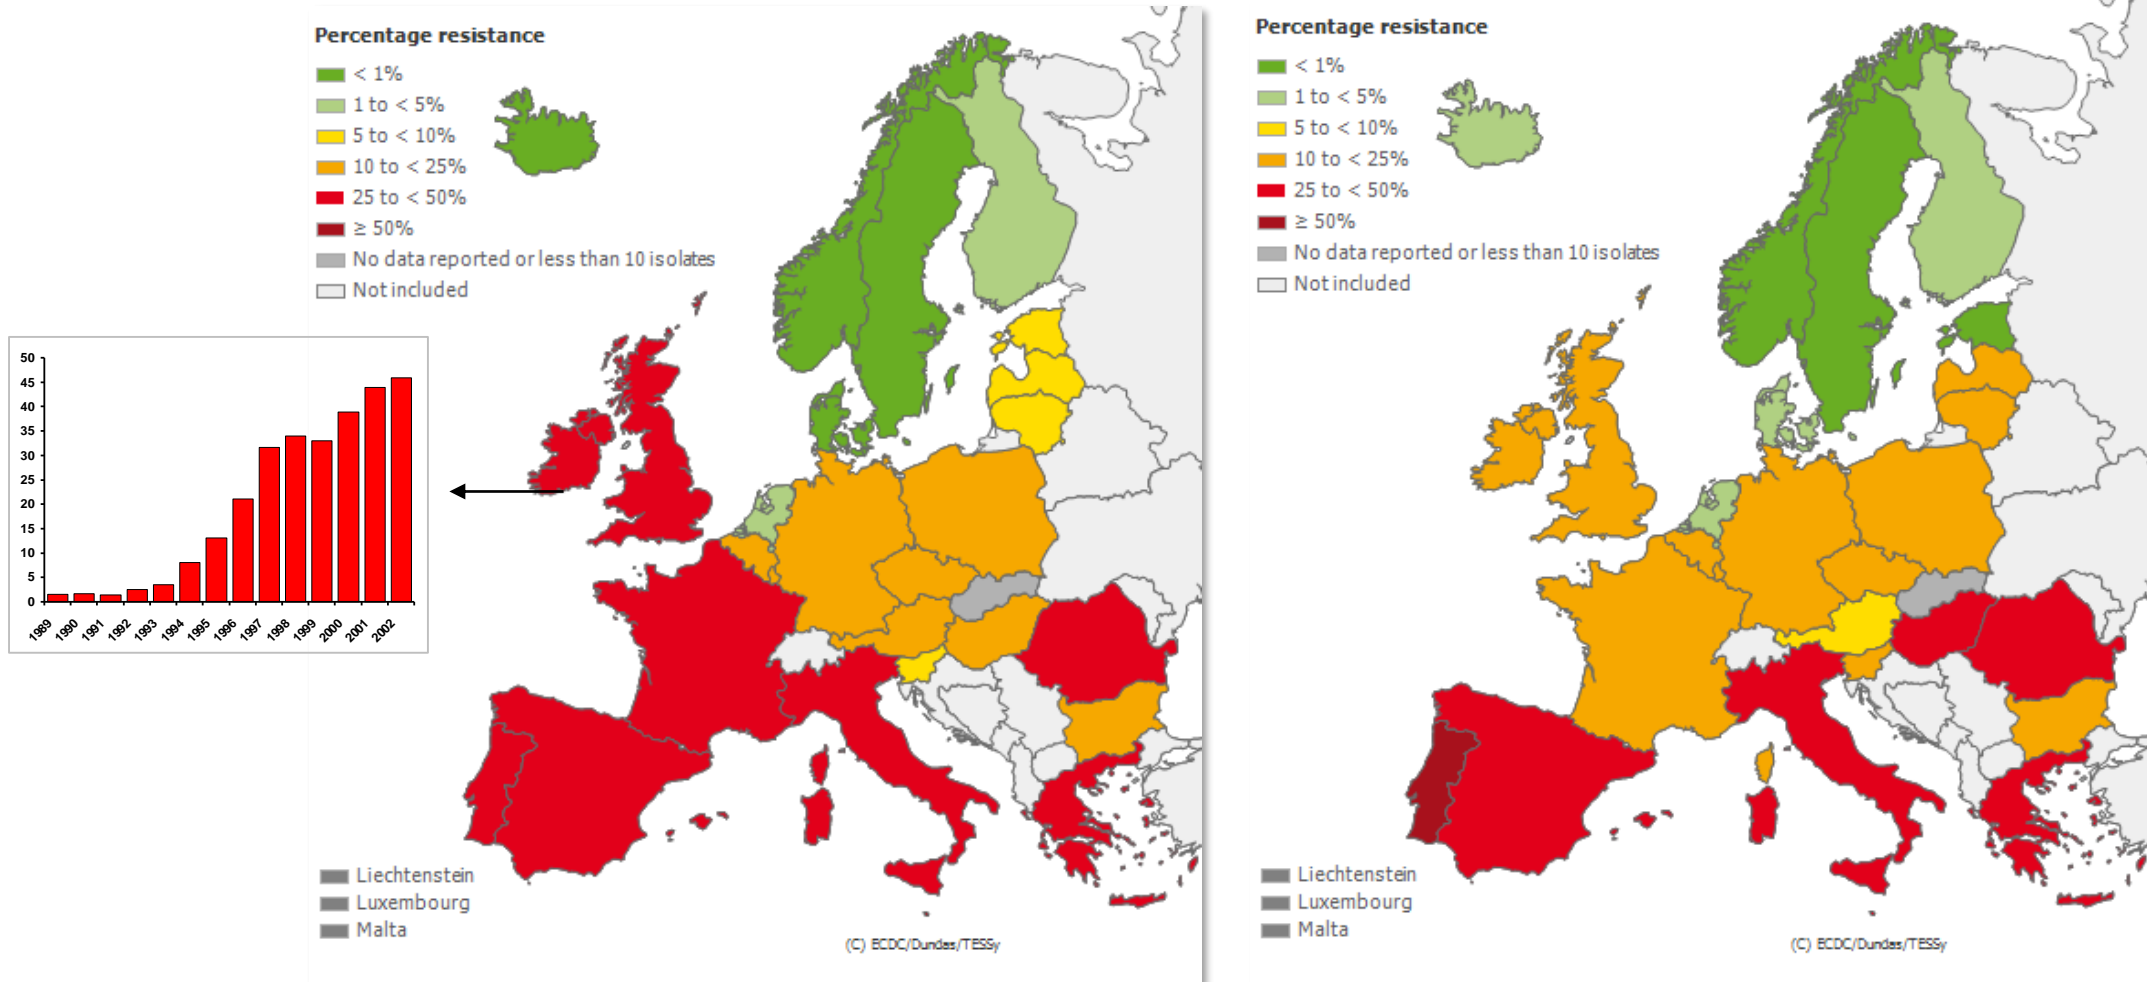 Percentage resistance
< 1%
1 to < 5%
5 to < 10%
10 to < 25%
25 to < 50%
≥ 50%
No data reported or less than 10 isolates
Not included
50
45
40
35
30
25
20
15
10
5
0
1989 1990 1991 1992 1993 1994 1995 1996 1997 1998 1999 2000 2001 2002
Liechtenstein
Luxembourg
Malta
(C) ECDC/Dundas/TESSy
Percentage resistance
< 1%
1 to < 5%
5 to < 10%
10 to < 25%
25 to < 50%
≥ 50%
No data reported or less than 10 isolates
Not included
Liechtenstein
Luxembourg
Malta
(C) ECDC/Dundas/TESSy